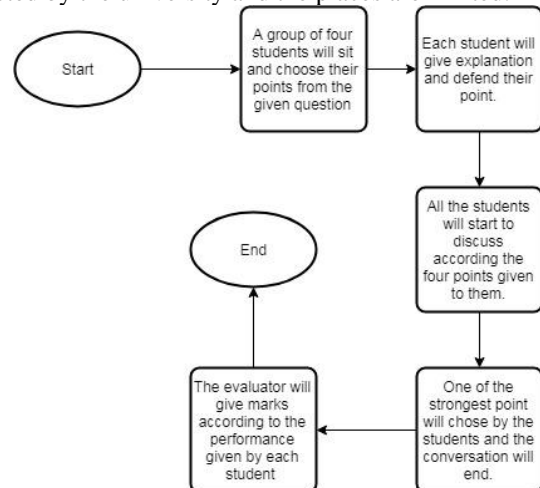 Start
A group of four
students will sit
and choose their
points from the
given question
Each student will
give explanation
and defend their
point.
All the students
will start to
discuss
according the
four points given
to them.
One of the
strongest point
will chose by the
students and the
conversation will
end.
The evaluator will
give marks
according to the
performance
given by each
student
End